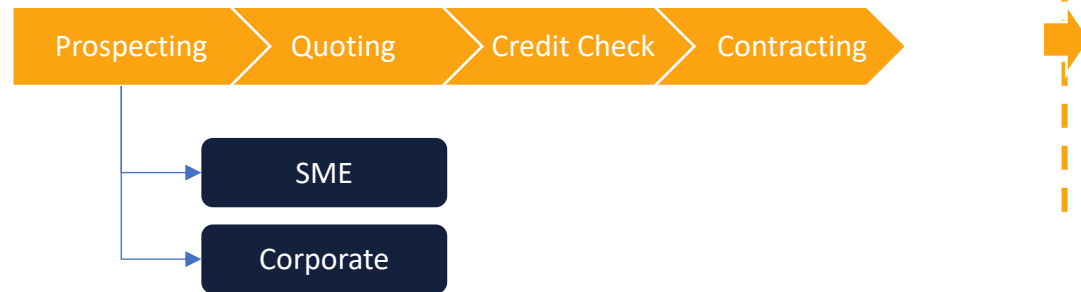 Prospecting
Quoting
Credit Check
Contracting
SME
Corporate